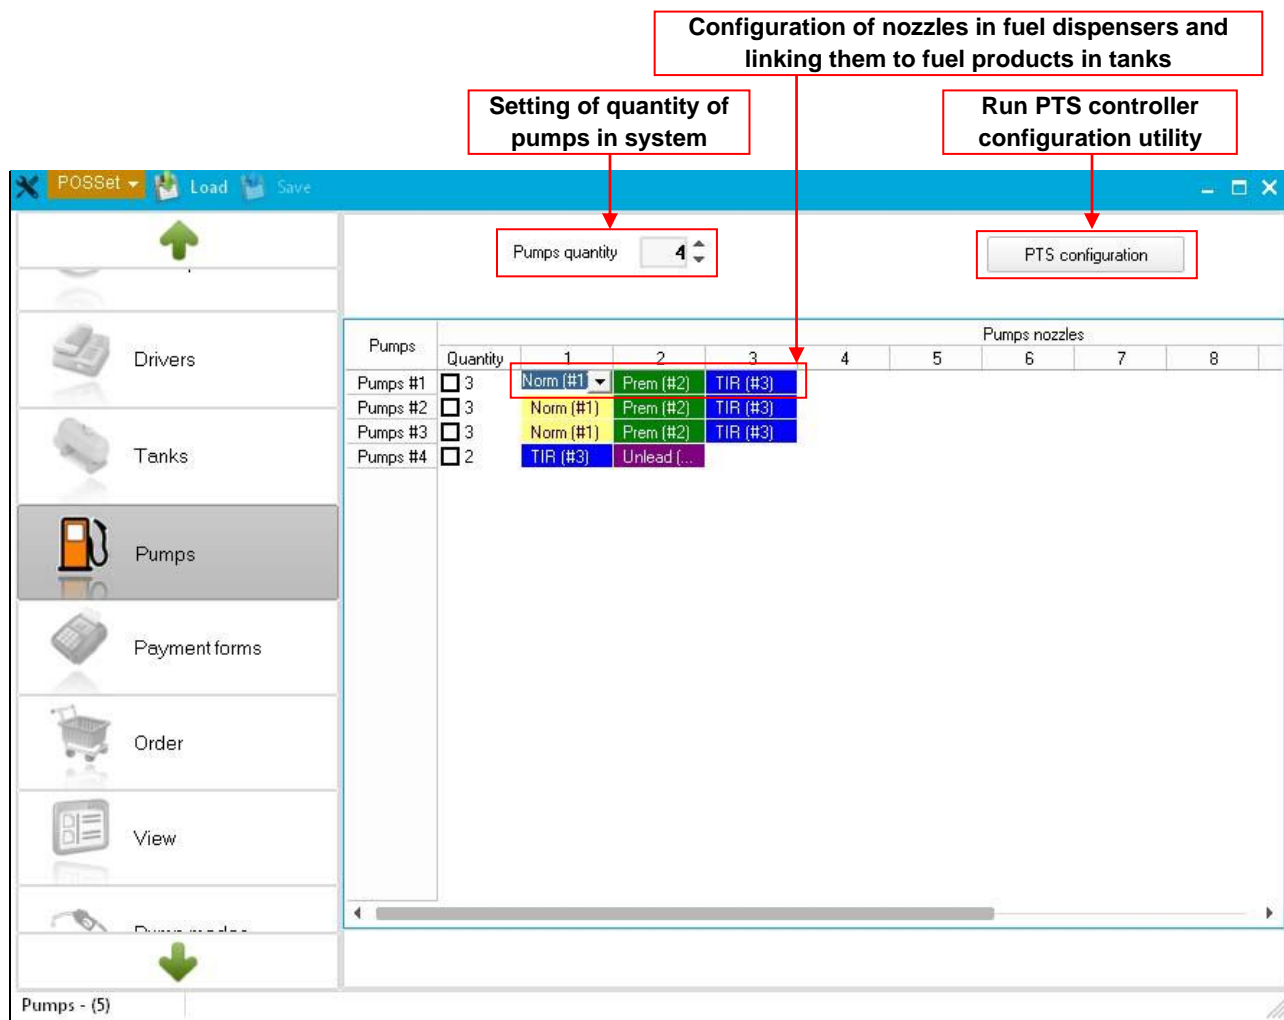 Configuration of nozzles in fuel dispensers and
linking them to fuel products in tanks
Setting of quantity of
pumps in system
Run PTS controller
configuration utility
POSSet Load Save
Pumps quantity 4
PTS configuration
Drivers
Tanks
Pumps
Payment forms
Order
View
Pumps Pumps nozzles
Quantity 1 2 3 4 5 6 7 8
Pumps #1 3 Norm (#1 Prem (#2) TIR (#3)
Pumps #2 3 Norm (#1) Prem (#2) TIR (#3)
Pumps #3 3 Norm (#1) Prem (#2) TIR (#3)
Pumps #4 2 TIR (#3) Unlead (...
Pumps - (5)